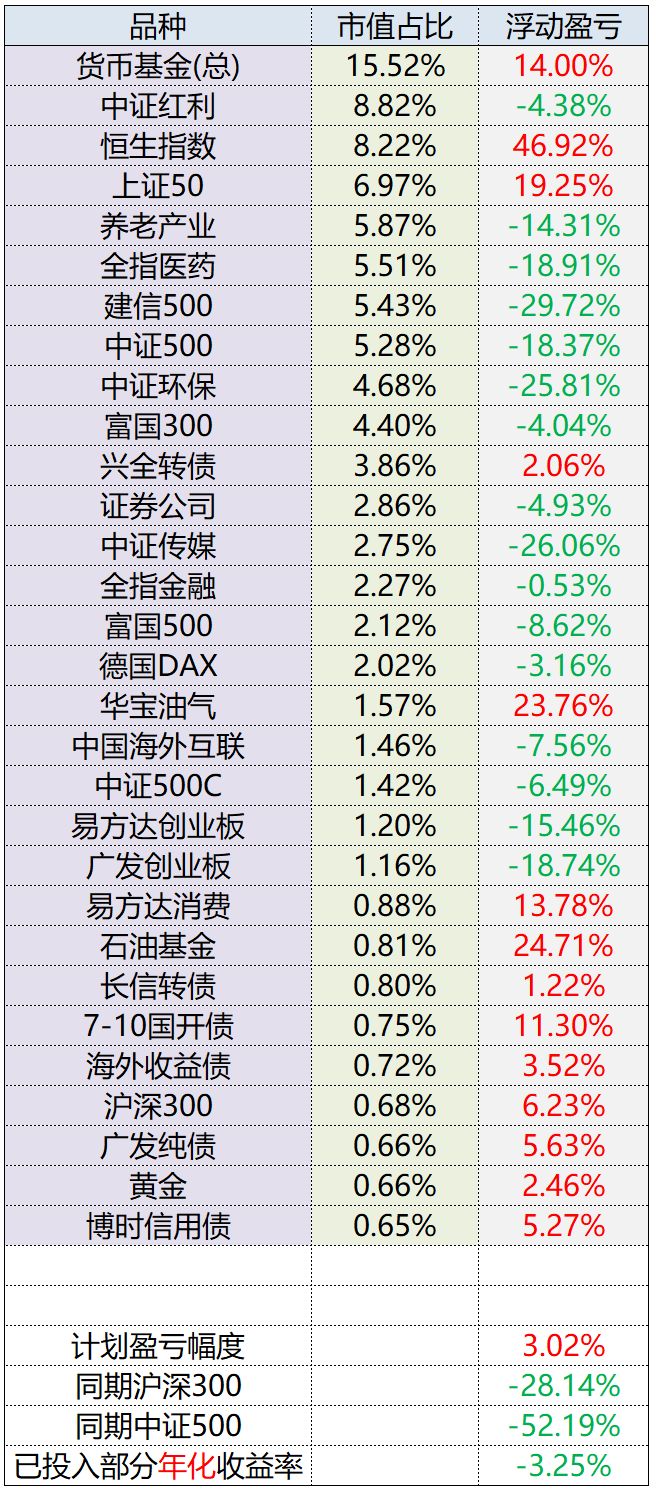 品种 市值占比 浮动盈亏
货币基金(总) 15.52% 14.00%
中证红利 8.82% -4.38%
恒生指数 8.22% 46.92%
上证50 6.97% 19.25%
养老产业 5.87% -14.31%
全指医药 5.51% -18.91%
建信500 5.43% -29.72%
中证500 5.28% -18.37%
中证环保 4.68% -25.81%
富国300 4.40% -4.04%
兴全转债 3.86% 2.06%
证券公司 2.86% -4.93%
中证传媒 2.75% -26.06%
全指金融 2.27% -0.53%
富国500 2.12% -8.62%
德国DAX 2.02% -3.16%
华宝油气 1.57% 23.76%
中国海外互联 1.46% -7.56%
中证500C 1.42% -6.49%
易方达创业板 1.20% -15.46%
广发创业板 1.16% -18.74%
易方达消费 0.88% 13.78%
石油基金 0.81% 24.71%
长信转债 0.80% 1.22%
7-10国开债 0.75% 11.30%
海外收益债 0.72% 3.52%
沪深300 0.68% 6.23%
广发纯债 0.66% 5.63%
黄金 0.66% 2.46%
博时信用债 0.65% 5.27%
计划盈亏幅度 3.02%
同期沪深300 -28.14%
同期中证500 -52.19%
已投入部分年化收益率 -3.25%